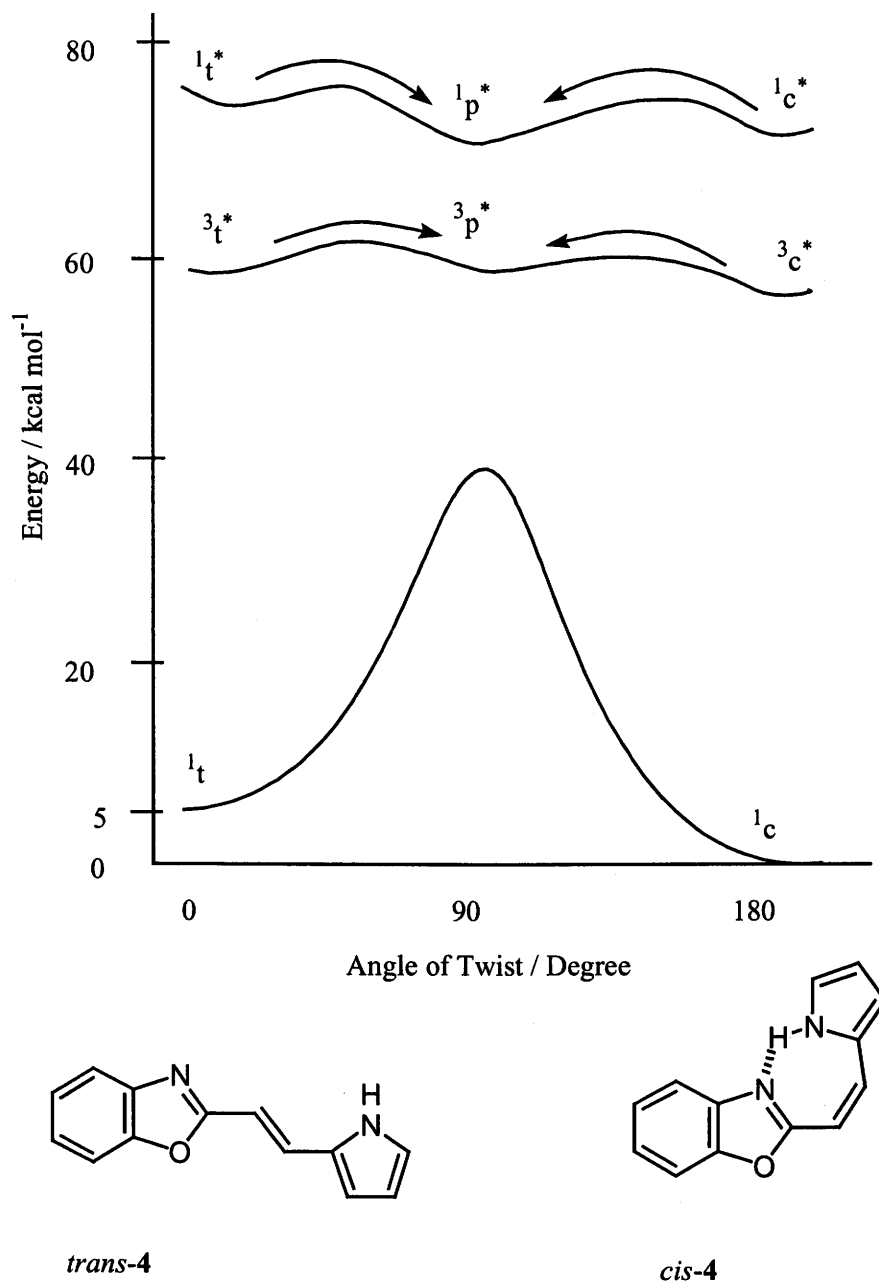 80
¹t*
¹p*
¹c*
³t*
³p*
³c*
60
Energy / kcal mol⁻¹
40
20
¹t
5
¹c
0
0 90 180
Angle of Twist / Degree
N
H
N
O
H
N
N
O
trans-4 cis-4